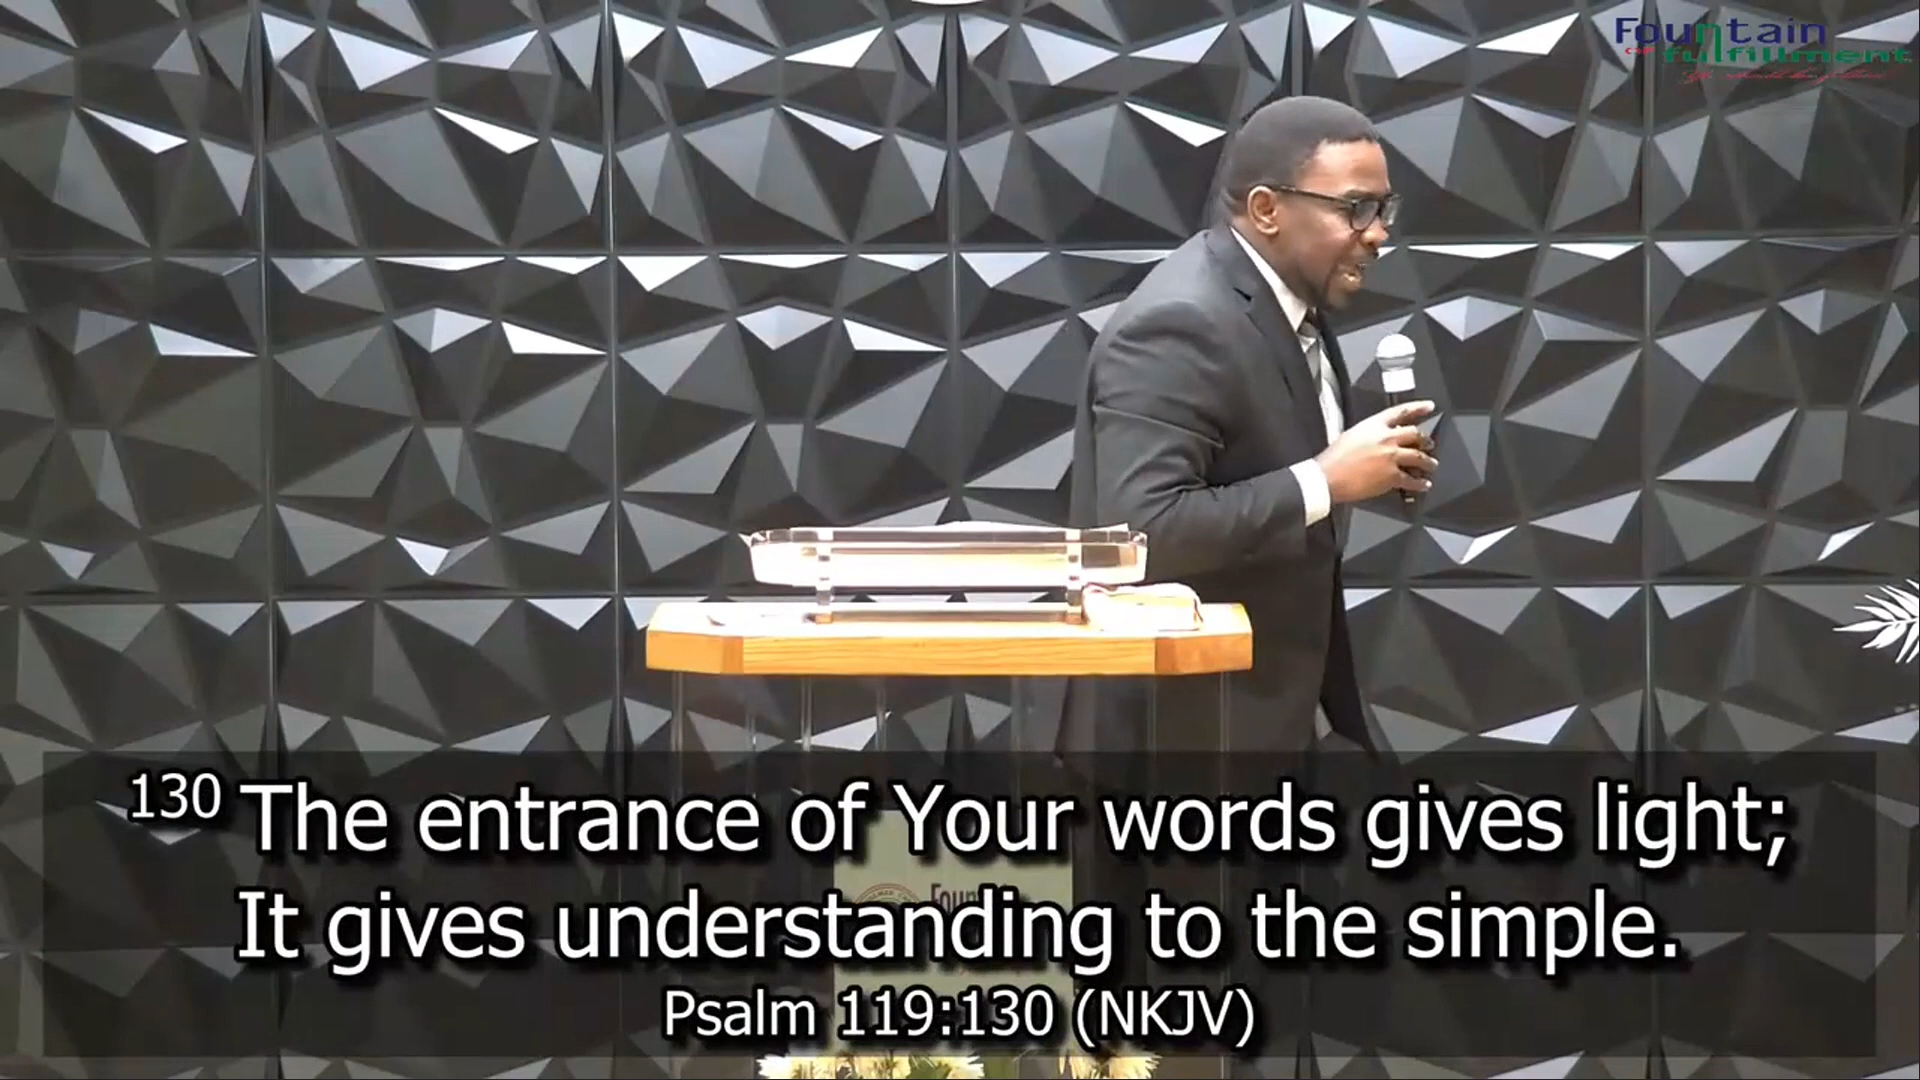 Fountain
of fulfillment
130 The entrance of Your words gives light;
It gives understanding to the simple.
Psalm 119:130 (NKJV)